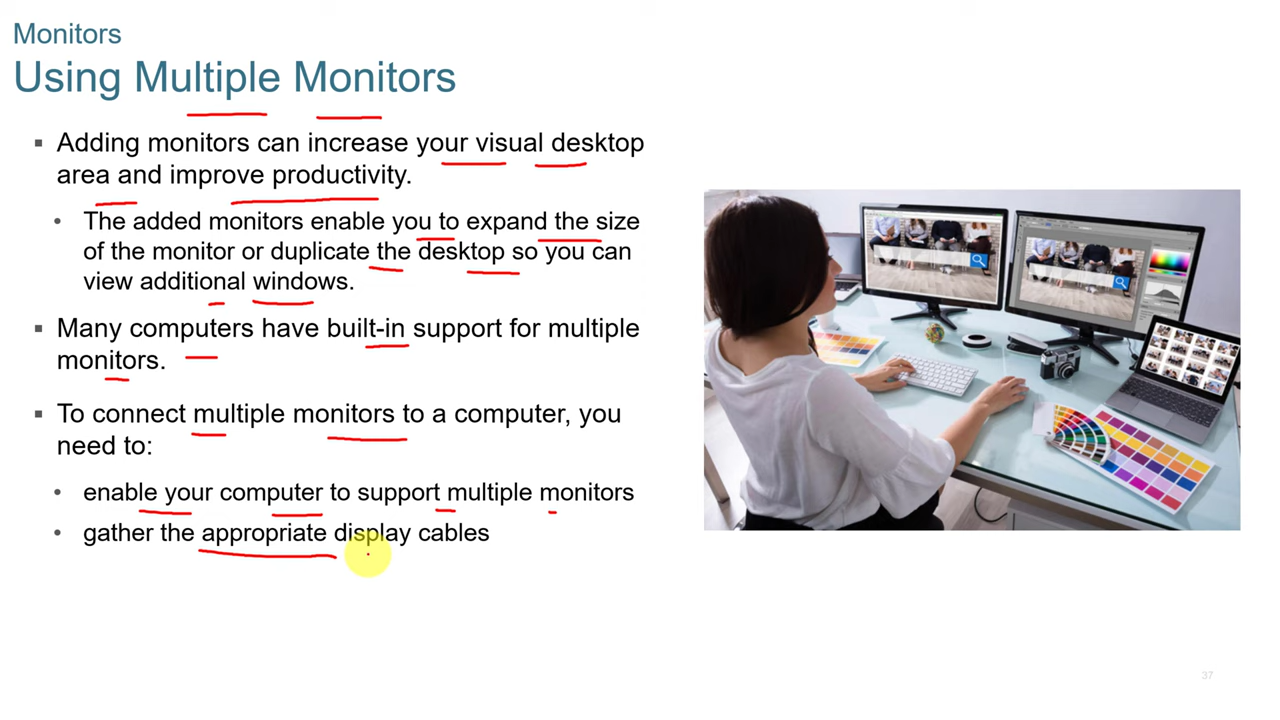 Monitors
Using Multiple Monitors
▪ Adding monitors can increase your visual desktop
area and improve productivity.
• The added monitors enable you to expand the size
of the monitor or duplicate the desktop so you can
view additional windows.
▪ Many computers have built-in support for multiple
monitors.
▪ To connect multiple monitors to a computer, you
need to:
• enable your computer to support multiple monitors
• gather the appropriate display cables
37